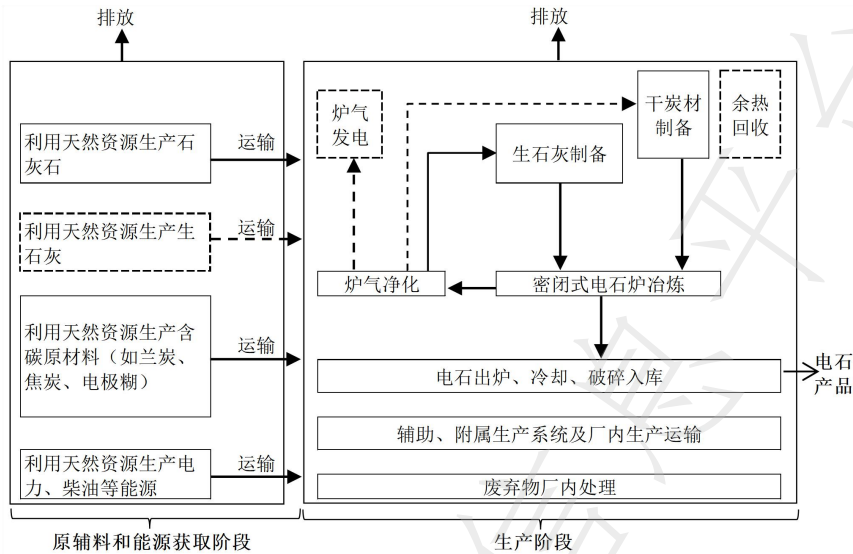 排放
排放
利用天然资源生产石
灰石
运输
利用天然资源生产生
石灰
运输
利用天然资源生产含
碳原材料（如兰炭、
焦炭、电极糊）
运输
利用天然资源生产电
力、柴油等能源
运输
炉气
发电
生石灰制备
干炭材
制备
余热
回收
炉气净化
密闭式电石炉冶炼
电石出炉、冷却、破碎入库
电石
产品
辅助、附属生产系统及厂内生产运输
废弃物厂内处理
原辅料和能源获取阶段
生产阶段